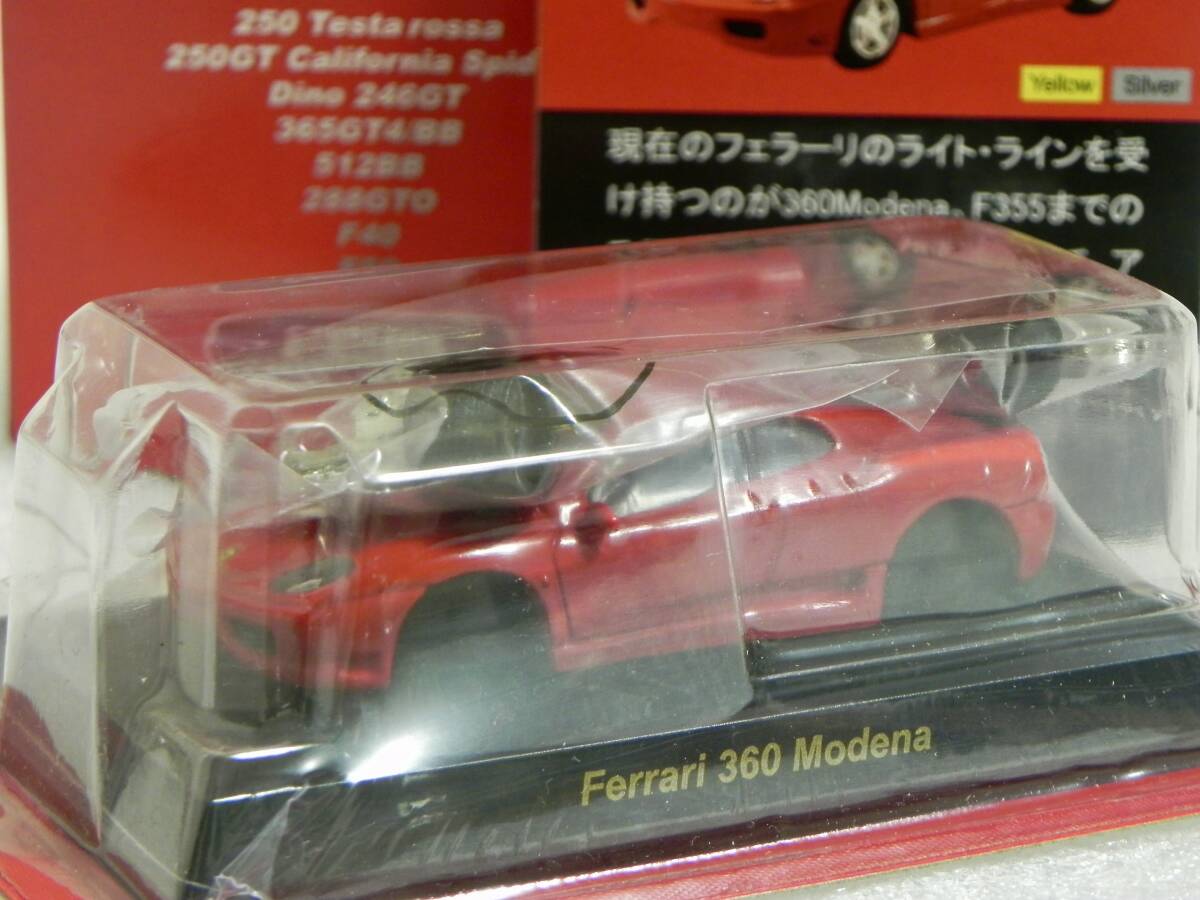 250 Testa rossa
250GT California Spid
Dino 246GT
365GT4/BB
512BB
288GTO
F40
Yellow
Silver
現在のフェラーリのライト・ラインを受
け持つのが360Modena。F355までの
Ferrari 360 Modena